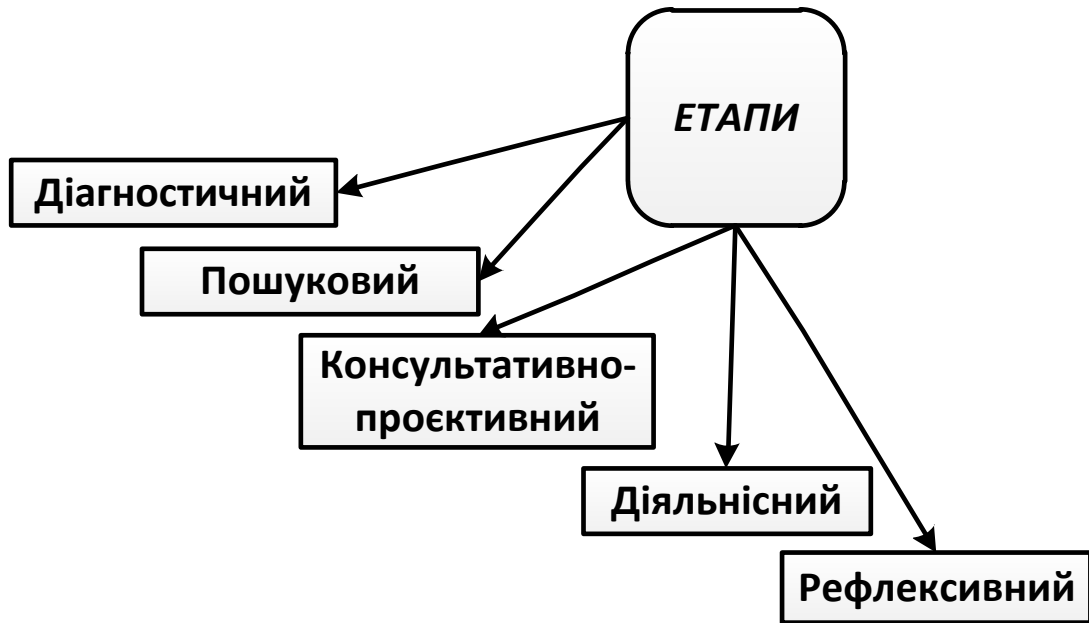 ЕТАПИ
Діагностичний
Пошуковий
Консультативно-
проєктивний
Діяльнісний
Рефлексивний